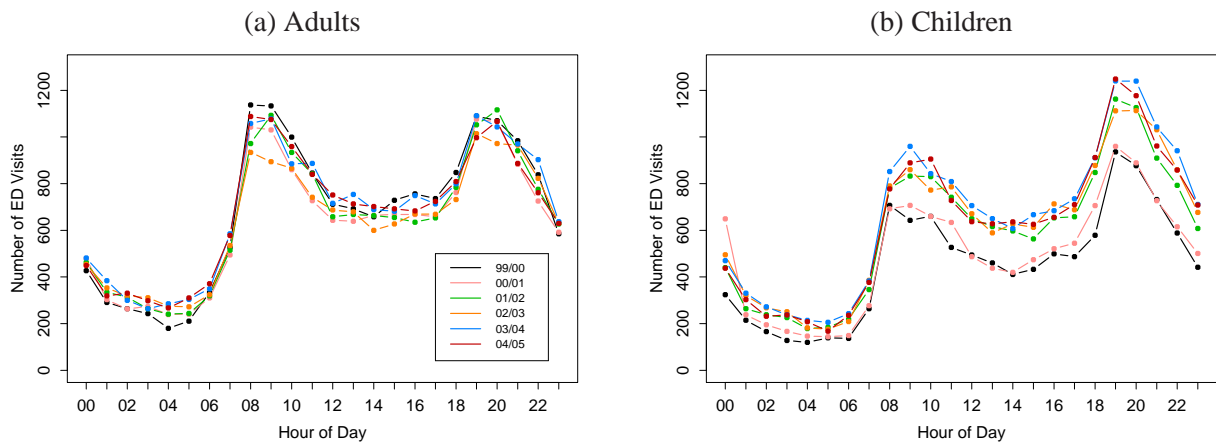 (a) Adults
Number of ED Visits
0 200 400 600 800 1000 1200
00 02 04 06 08 10 12 14 16 18 20 22
Hour of Day
99/00
00/01
01/02
02/03
03/04
04/05
(b) Children
Number of ED Visits
0 200 400 600 800 1000 1200
00 02 04 06 08 10 12 14 16 18 20 22
Hour of Day